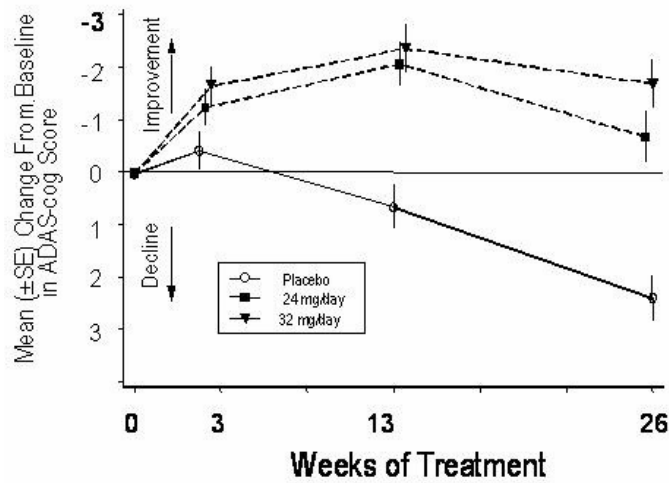 Mean (±SE) Change From Baseline
in ADAS-cog Score
-3
-2
-1
0
1
2
3
Improvement
Decline
Placebo
24 mg/day
32 mg/day
0 3 13 26
Weeks of Treatment